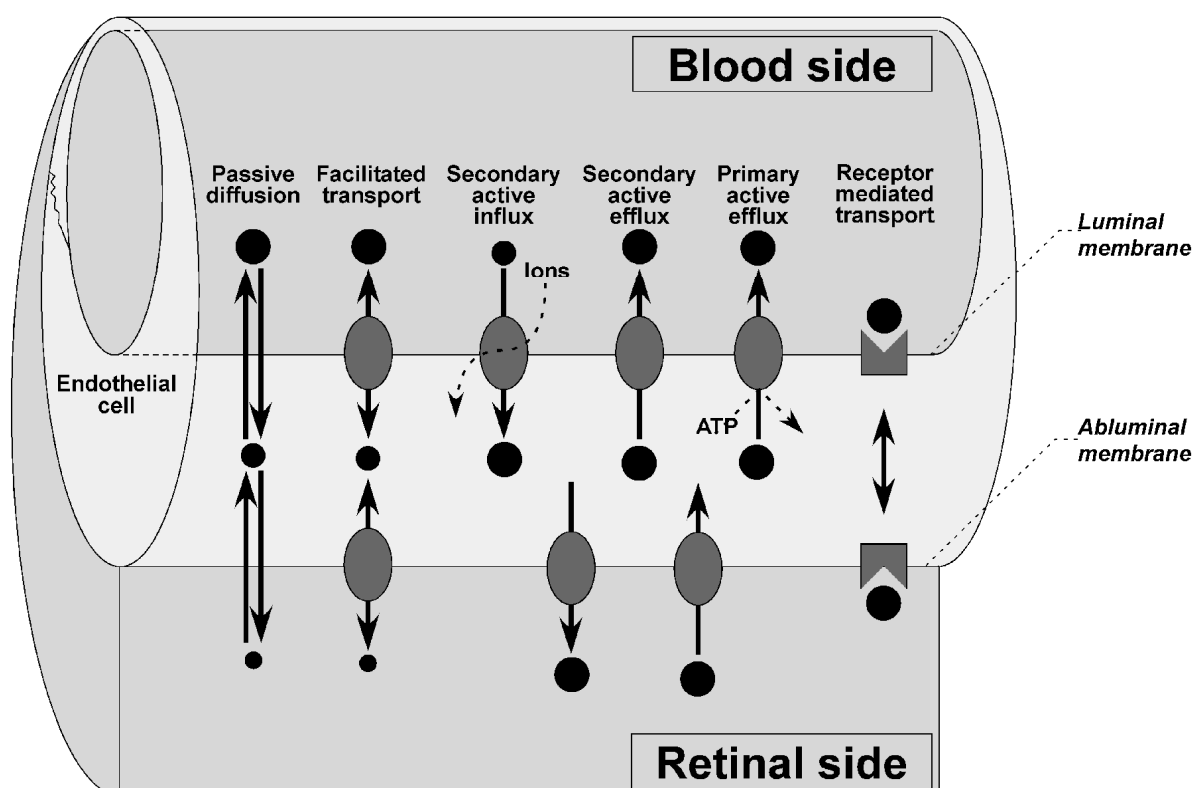 Blood side
Passive
diffusion
Facilitated
transport
Secondary
active
influx
Secondary
active
efflux
Primary
active
efflux
Receptor
mediated
transport
Luminal
membrane
Ions
Endothelial
cell
ATP
Abluminal
membrane
Retinal side